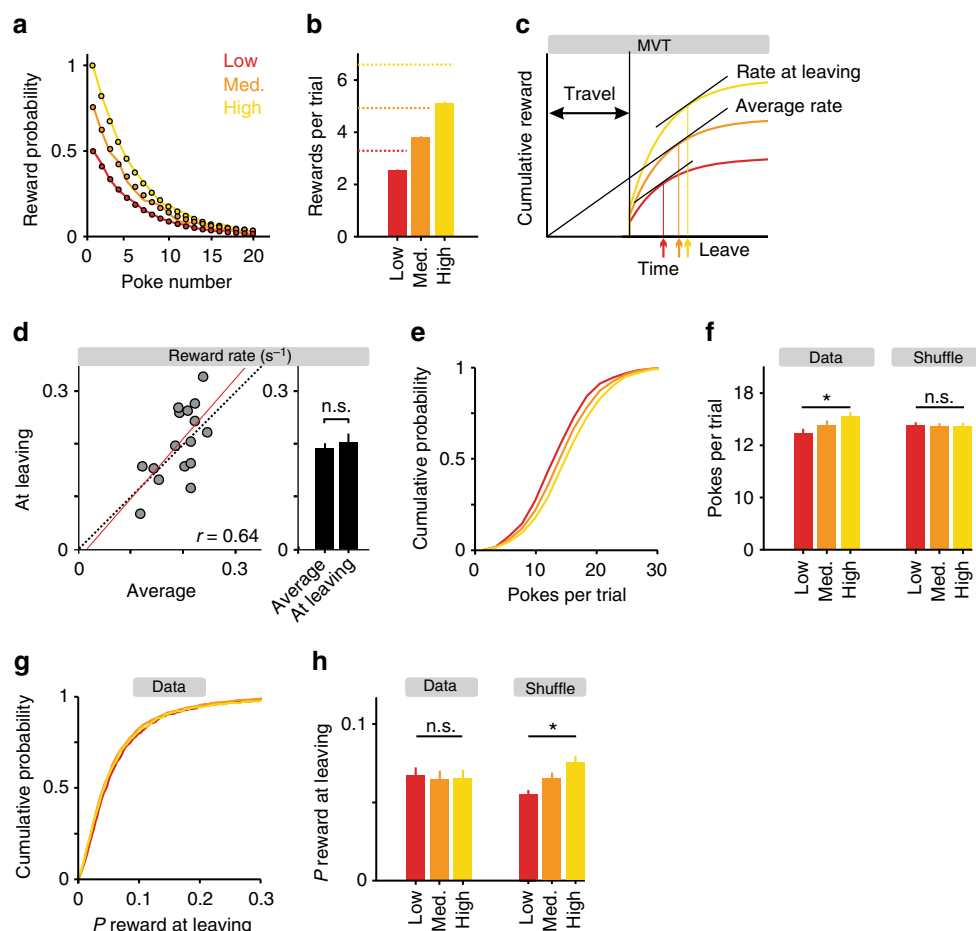 a
Reward probability
1
0.5
0
0 5 10 15 20
Poke number
Low
Med.
High
b
Rewards per trial
6
4
2
0
Low
Med.
High
c
MVT
Cumulative reward
Travel
Rate at leaving
Average rate
Leave
Time
d
Reward rate (s−1)
At leaving
0.3
0
0 0.3
Average
r = 0.64
0.3
0
n.s.
Average
At leaving
e
Cumulative probability
1
0.5
0
0 10 20 30
Pokes per trial
f
Data
Shuffle
Pokes per trial
18
12
10
0
*
n.s.
Low
Med.
High
Low
Med.
High
g
Data
Cumulative probability
1
0.5
0
0 0.1 0.2 0.3
P reward at leaving
h
Data
Shuffle
P reward at leaving
0.1
0
n.s.
*
Low
Med.
High
Low
Med.
High